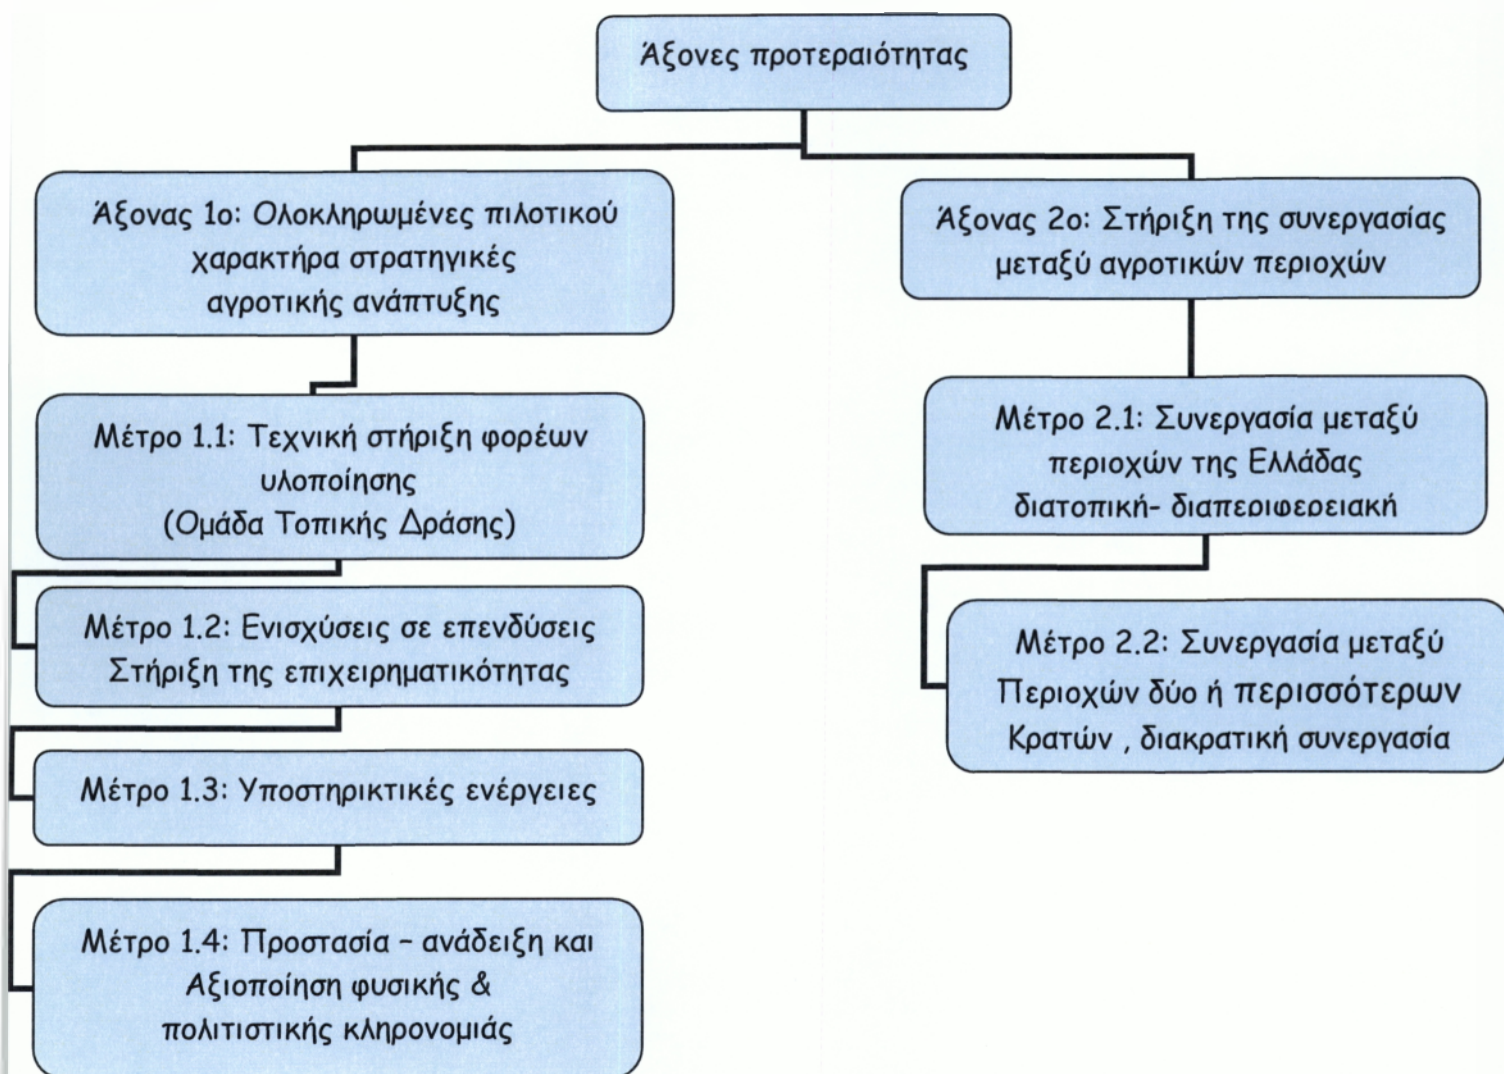 Άξονες προτεραιότητας
Άξονας 1ο: Ολοκληρωμένες πιλοτικού
χαρακτήρα στρατηγικές
αγροτικής ανάπτυξης
Μέτρο 1.1: Τεχνική στήριξη φορέων
υλοποίησης
(Ομάδα Τοπικής Δράσης)
Μέτρο 1.2: Ενισχύσεις σε επενδύσεις
Στήριξη της επιχειρηματικότητας
Μέτρο 1.3: Υποστηρικτικές ενέργειες
Μέτρο 1.4: Προστασία – ανάδειξη και
Αξιοποίηση φυσικής &
πολιτιστικής κληρονομιάς
Άξονας 2ο: Στήριξη της συνεργασίας
μεταξύ αγροτικών περιοχών
Μέτρο 2.1: Συνεργασία μεταξύ
περιοχών της Ελλάδας
διατοπική- διαπεριφερειακή
Μέτρο 2.2: Συνεργασία μεταξύ
Περιοχών δύο ή περισσότερων
Κρατών , διακρατική συνεργασία